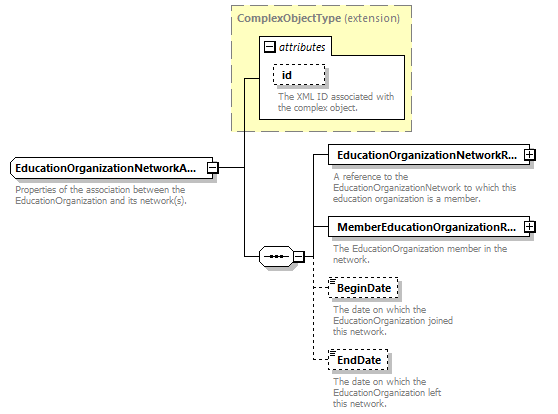 ComplexObjectType (extension)
attributes
id
The XML ID associated with
the complex object.
EducationOrganizationNetworkA...
Properties of the association between the
EducationOrganization and its network(s).
EducationOrganizationNetworkR...
A reference to the
EducationOrganizationNetwork to which this
education organization is a member.
MemberEducationOrganizationR...
The EducationOrganization member in the
network.
BeginDate
The date on which the
EducationOrganization joined
this network.
EndDate
The date on which the
EducationOrganization left
this network.